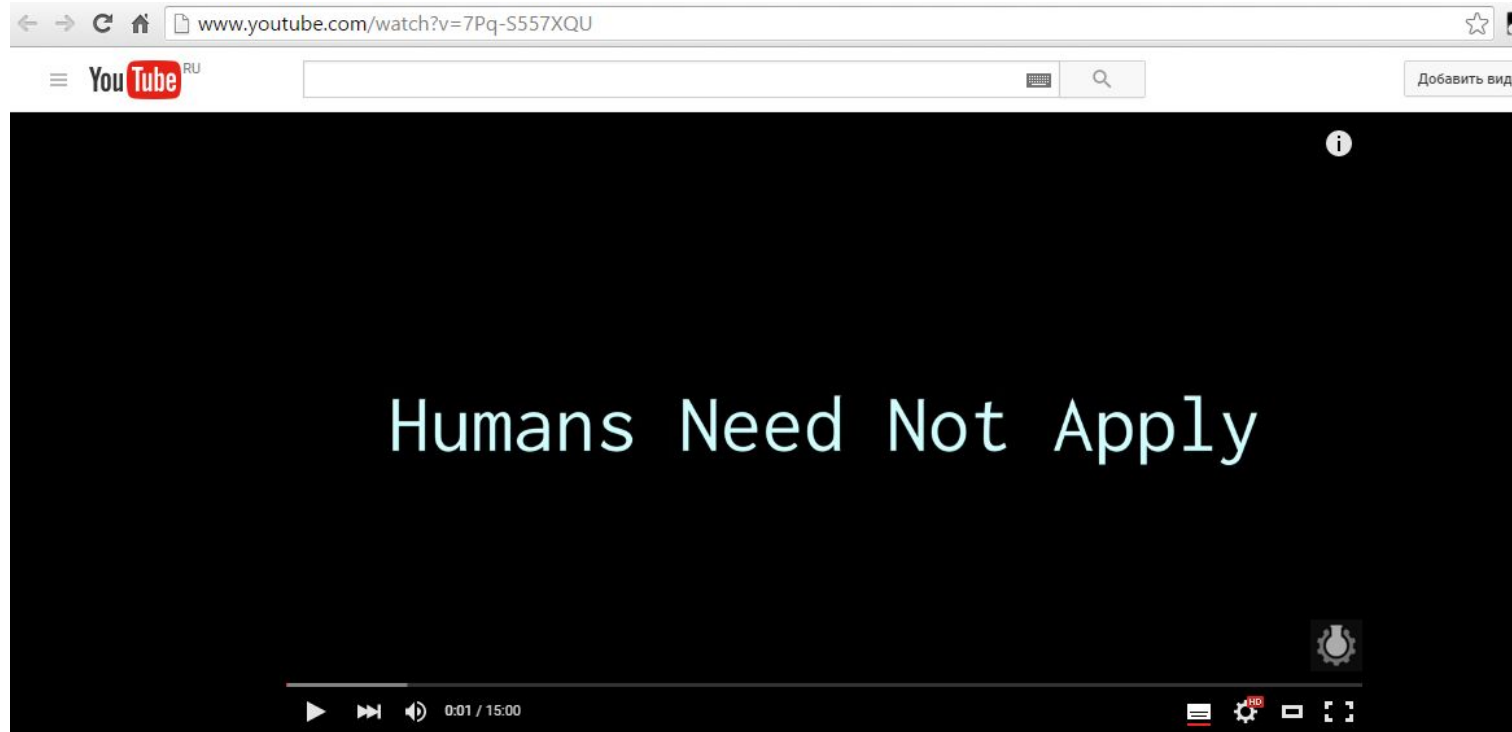 www.youtube.com/watch?v=7Pq-S557XQU
YouTube RU
Добавить вид
i
Humans Need Not Apply
0:01 / 15:00
HD